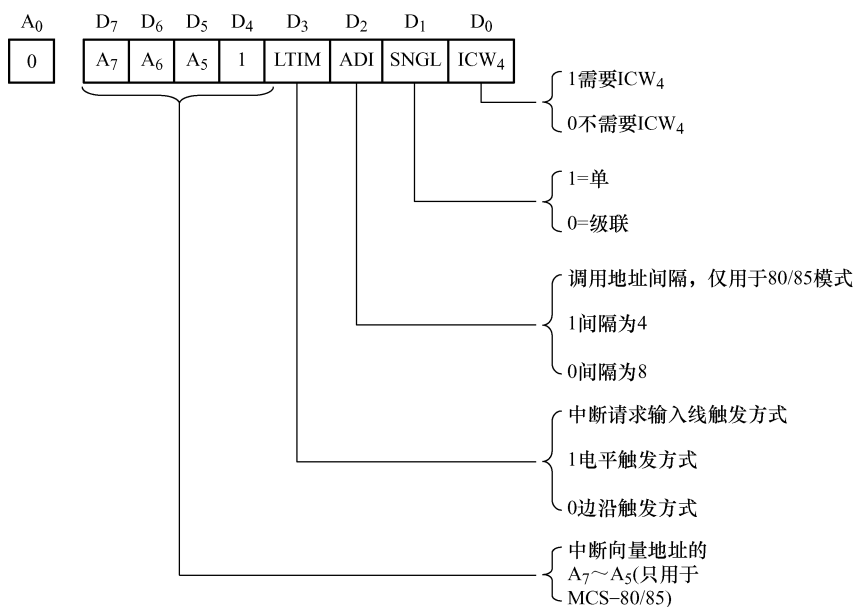 A₀ D₇ D₆ D₅ D₄ D₃ D₂ D₁ D₀
0 A₇ A₆ A₅ 1 LTIM ADI SNGL ICW₄
1需要ICW₄
0不需要ICW₄
1=单
0=级联
调用地址间隔，仅用于80/85模式
1间隔为4
0间隔为8
中断请求输入线触发方式
1电平触发方式
0边沿触发方式
中断向量地址的
A₇～A₅(只用于
MCS-80/85)